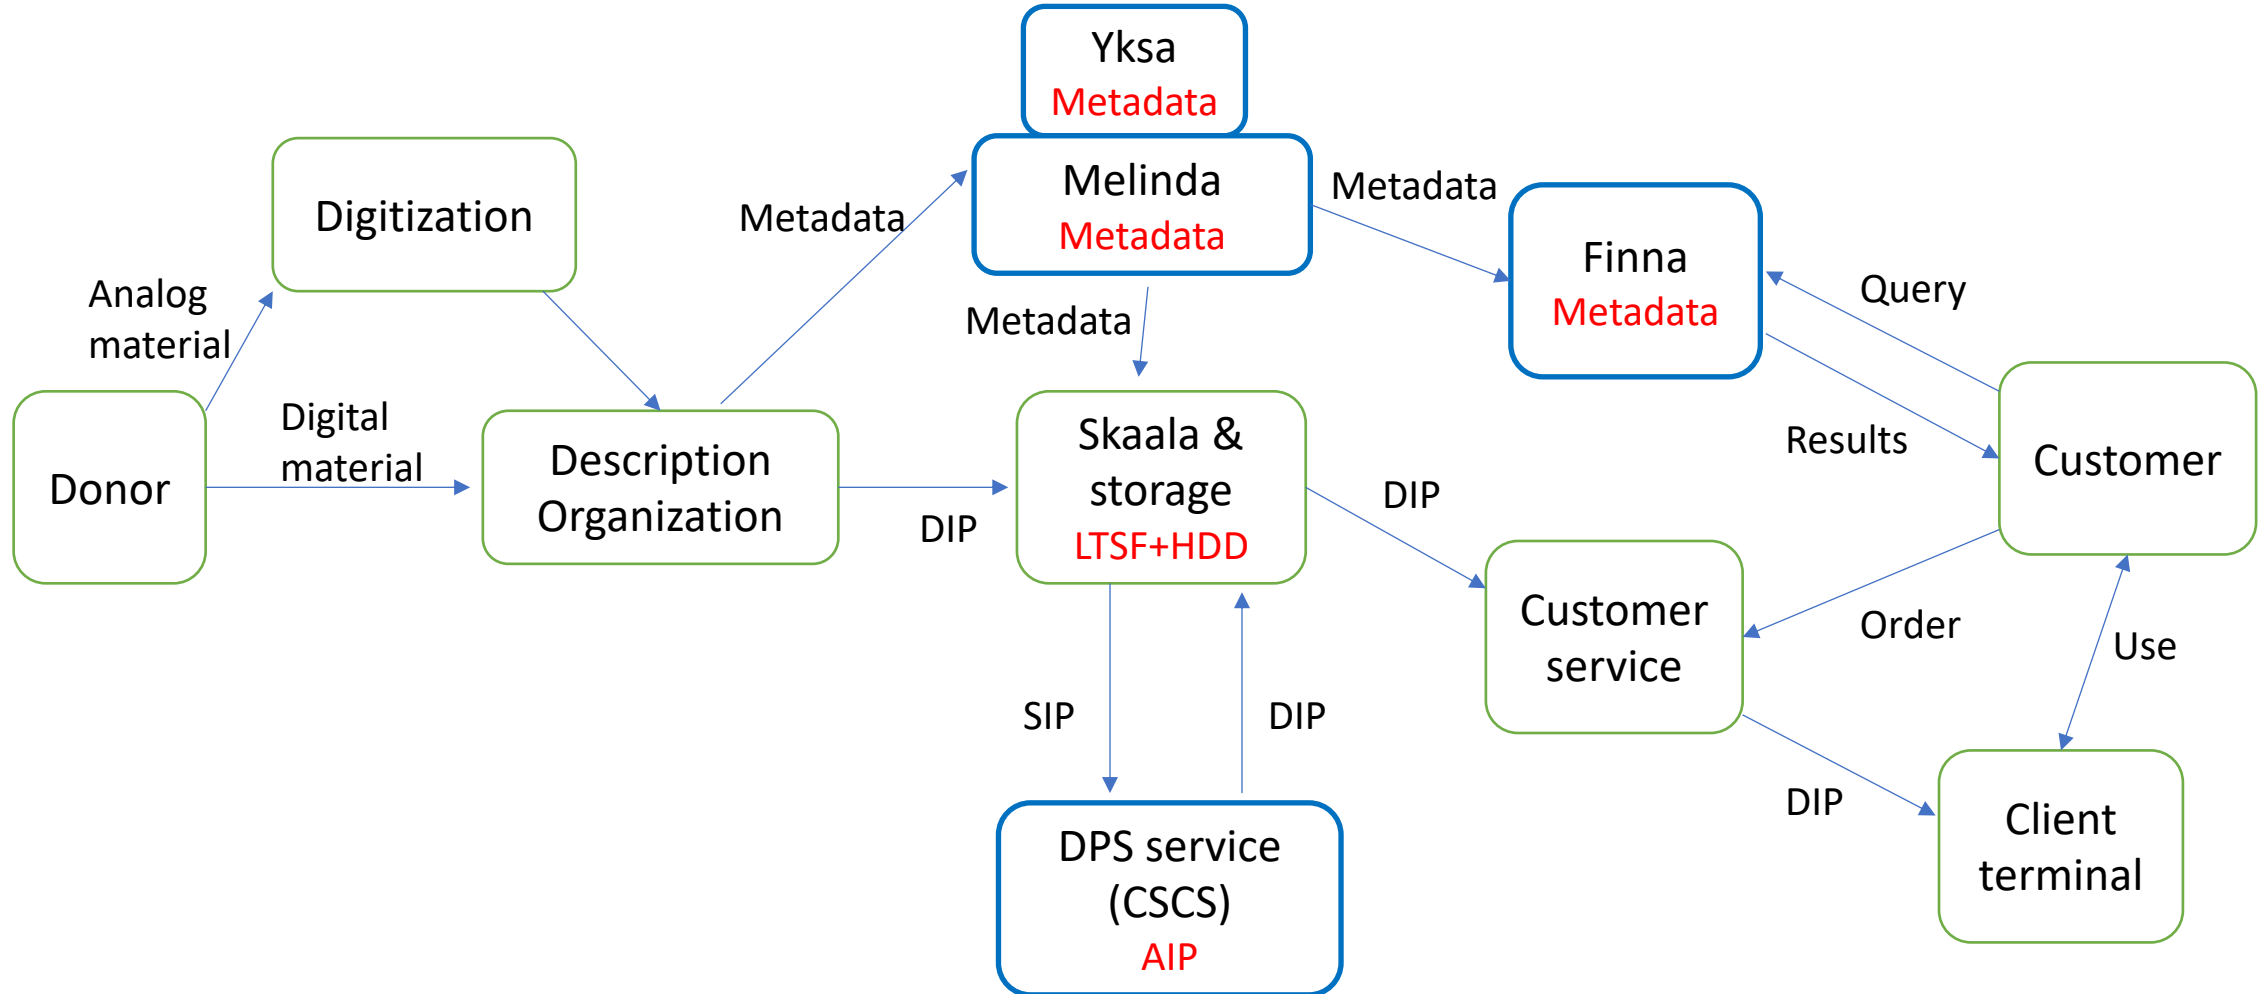 Yksa
Metadata
Melinda
Metadata
Digitization
Metadata
Metadata
Finna
Metadata
Analog
material
Metadata
Query
Donor
Digital
material
Description
Organization
DIP
Skaala &
storage
LTSF+HDD
DIP
Results
Customer
Customer
service
Order
Use
SIP
DIP
DIP
Client
terminal
DPS service
(CSCS)
AIP